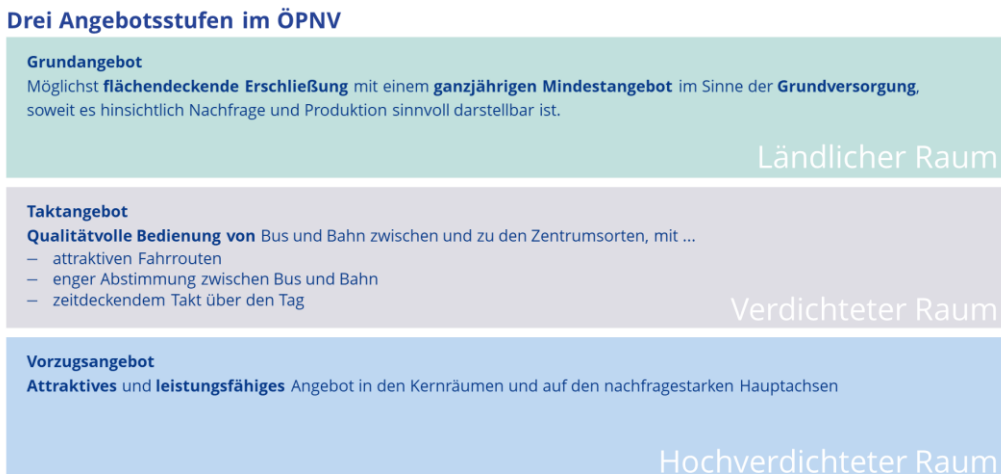 Drei Angebotsstufen im ÖPNV
Grundangebot
Möglichst flächendeckende Erschließung mit einem ganzjährigen Mindestangebot im Sinne der Grundversorgung,
soweit es hinsichtlich Nachfrage und Produktion sinnvoll darstellbar ist.
Ländlicher Raum
Taktangebot
Qualitätvolle Bedienung von Bus und Bahn zwischen und zu den Zentrumsorten, mit ...
– attraktiven Fahrrouten
– enger Abstimmung zwischen Bus und Bahn
– zeitdeckendem Takt über den Tag
Verdichteter Raum
Vorzugsangebot
Attraktives und leistungsfähiges Angebot in den Kernräumen und auf den nachfragestarken Hauptachsen
Hochverdichteter Raum